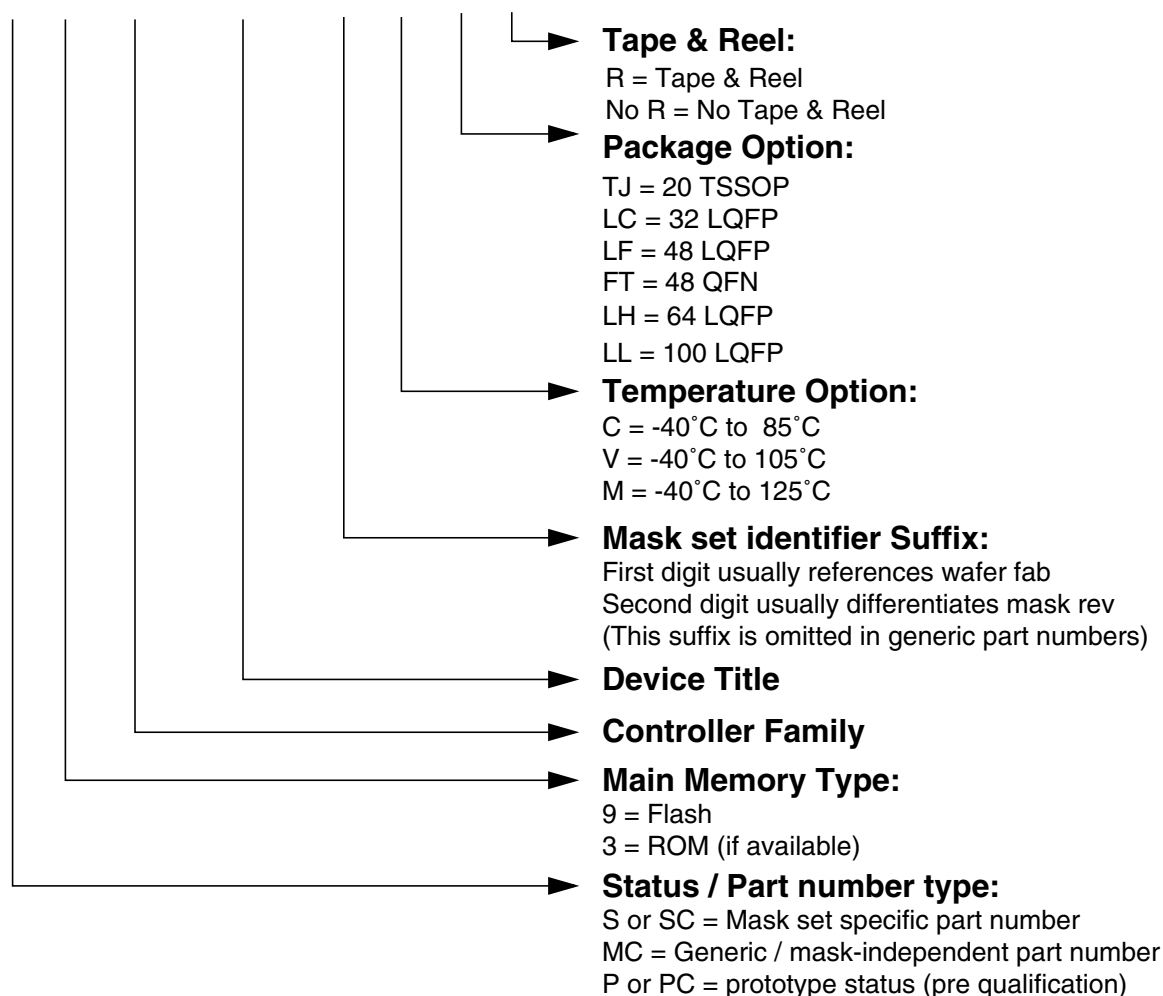 Tape & Reel:
R = Tape & Reel
No R = No Tape & Reel
Package Option:
TJ = 20 TSSOP
LC = 32 LQFP
LF = 48 LQFP
FT = 48 QFN
LH = 64 LQFP
LL = 100 LQFP
Temperature Option:
C = -40˚C to 85˚C
V = -40˚C to 105˚C
M = -40˚C to 125˚C
Mask set identifier Suffix:
First digit usually references wafer fab
Second digit usually differentiates mask rev
(This suffix is omitted in generic part numbers)
Device Title
Controller Family
Main Memory Type:
9 = Flash
3 = ROM (if available)
Status / Part number type:
S or SC = Mask set specific part number
MC = Generic / mask-independent part number
P or PC = prototype status (pre qualification)